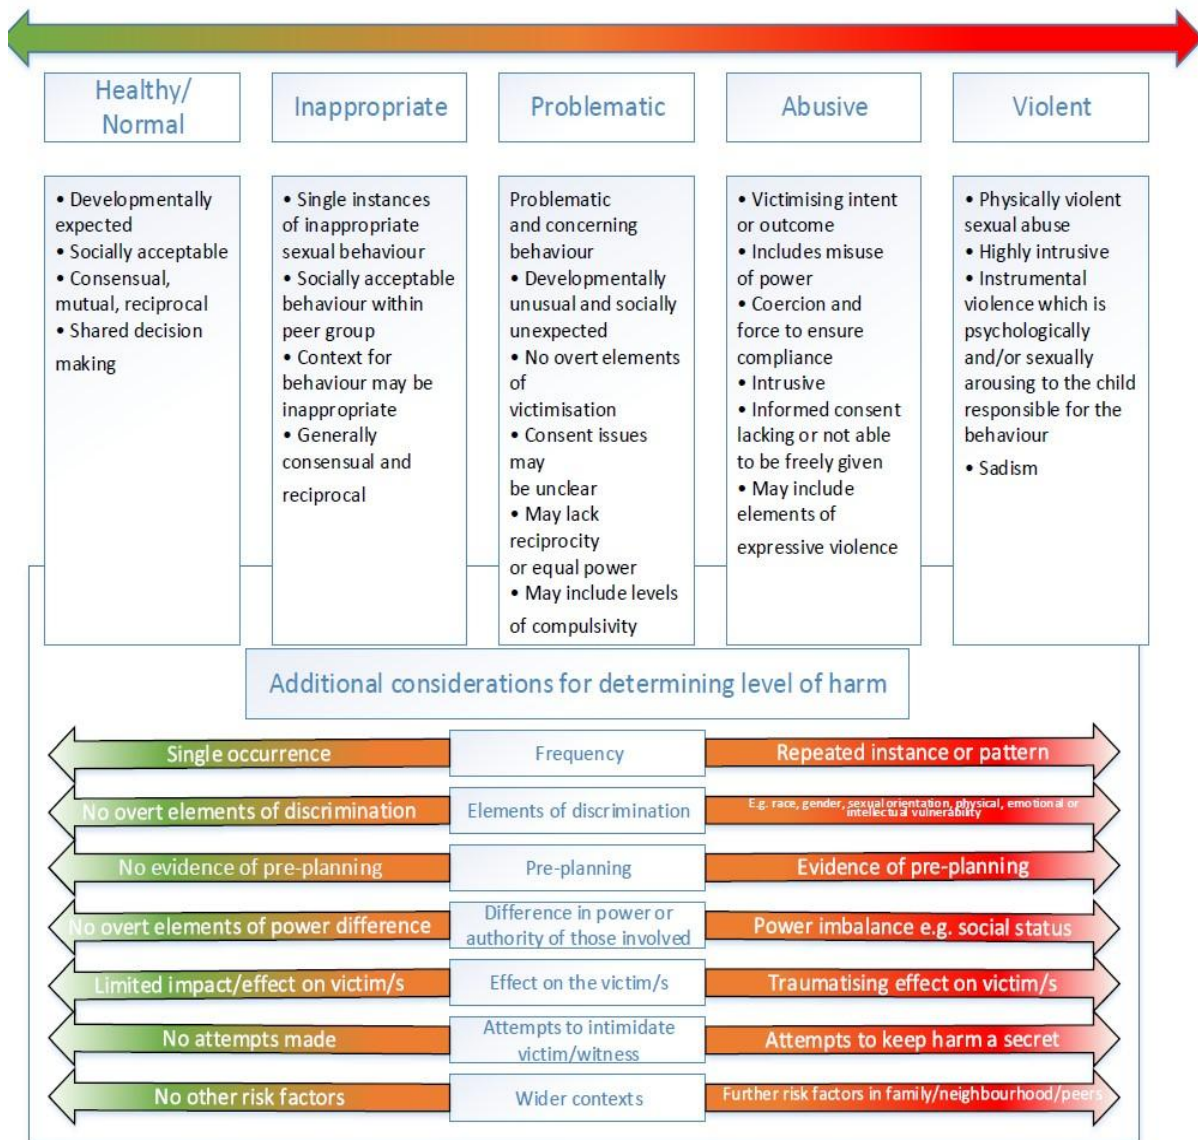 Healthy/
Normal
Inappropriate
Problematic
Abusive
Violent
• Developmentally
expected
• Socially acceptable
• Consensual,
mutual, reciprocal
• Shared decision
making
• Single instances
of inappropriate
sexual behaviour
• Socially acceptable
behaviour within
peer group
• Context for
behaviour may be
inappropriate
• Generally
consensual and
reciprocal
Problematic
and concerning
behaviour
• Developmentally
unusual and socially
unexpected
• No overt elements
of
victimisation
• Consent issues
may
be unclear
• May lack
reciprocity
or equal power
• May include levels
of compulsivity
• Victimising intent
or outcome
• Includes misuse
of power
• Coercion and
force to ensure
compliance
• Intrusive
• Informed consent
lacking or not able
to be freely given
• May include
elements of
expressive violence
• Physically violent
sexual abuse
• Highly intrusive
• Instrumental
violence which is
psychologically
and/or sexually
arousing to the child
responsible for the
behaviour
• Sadism
Additional considerations for determining level of harm
Single occurrence
Frequency
Repeated instance or pattern
No overt elements of discrimination
Elements of discrimination
E.g. race, gender, sexual orientation, physical, emotional or
intellectual vulnerability
No evidence of pre-planning
Pre-planning
Evidence of pre-planning
No overt elements of power difference
Difference in power or
authority of those involved
Power imbalance e.g. social status
Limited impact/effect on victim/s
Effect on the victim/s
Traumatising effect on victim/s
No attempts made
Attempts to intimidate
victim/witness
Attempts to keep harm a secret
No other risk factors
Wider contexts
Further risk factors in family/neighbourhood/peers